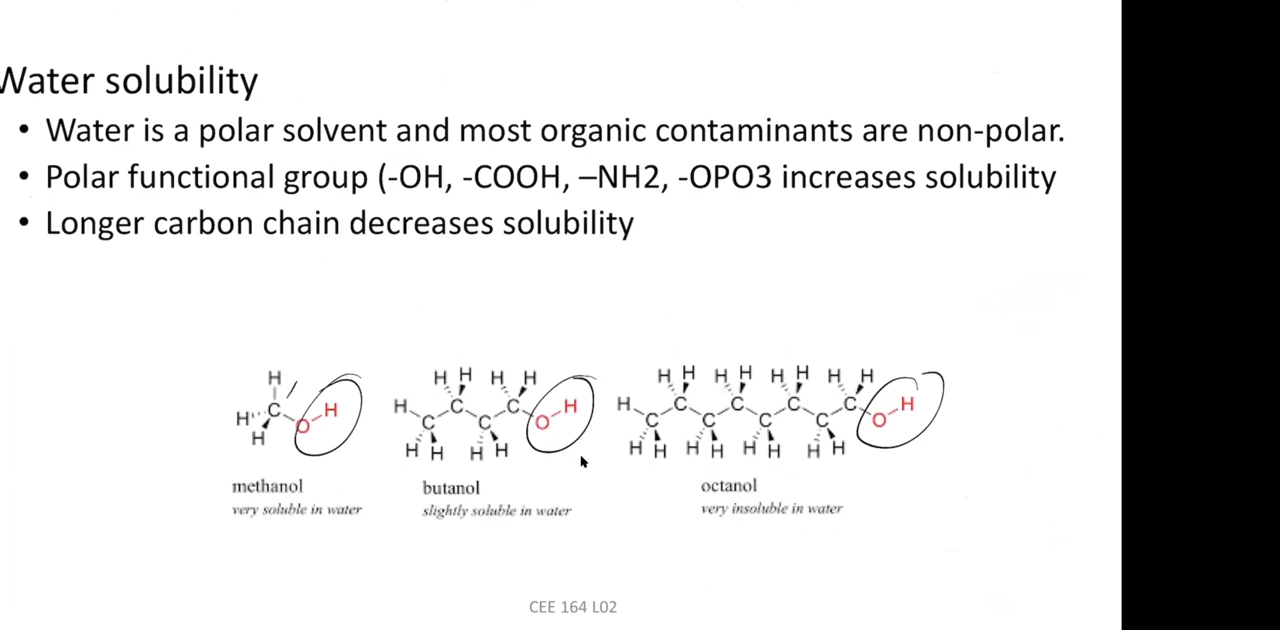 Water solubility
• Water is a polar solvent and most organic contaminants are non-polar.
• Polar functional group (-OH, -COOH, –NH2, -OPO3 increases solubility
• Longer carbon chain decreases solubility
H H H H H H H H H H H H H
H C O H H C C C C O H H C C C C C C C C O H
H H H H H H H H H H H H H
methanol butanol octanol
very soluble in water slightly soluble in water very insoluble in water
CEE 164 L02